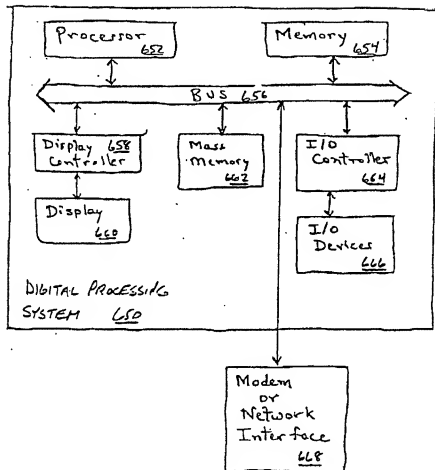 Processor
652
Memory
654
BUS 656
Display 658
Controller
Mass
Memory
662
I/O
Controller
664
Display
660
I/O
Devices
666
DIGITAL PROCESSING
SYSTEM 650
Modem
or
Network
Interface
668